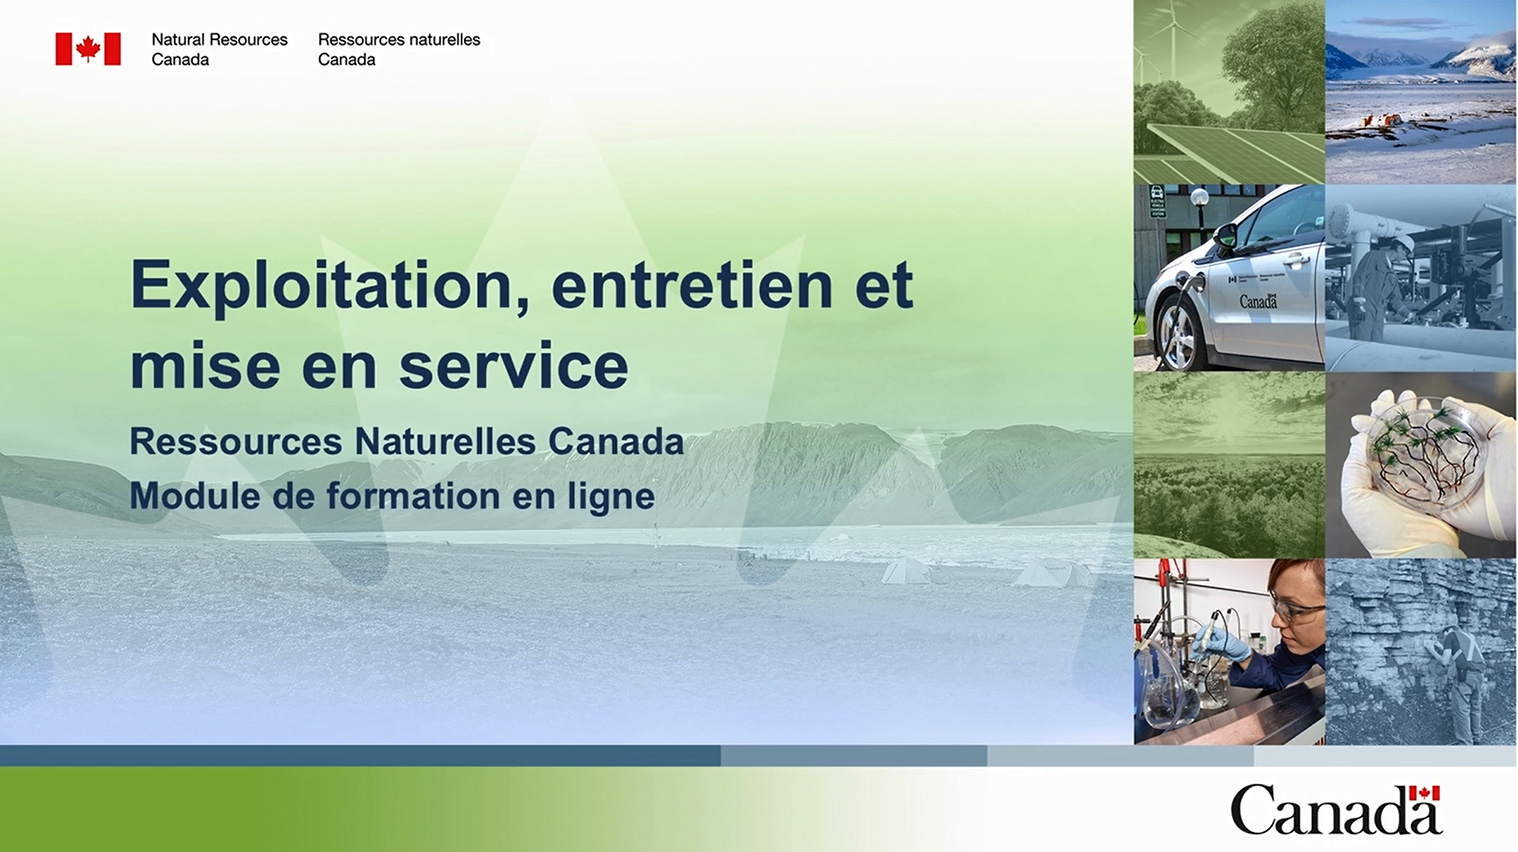 Natural Resources
Canada
Ressources naturelles
Canada
Exploitation, entretien et
mise en service
Ressources Naturelles Canada
Module de formation en ligne
Canada
Canada